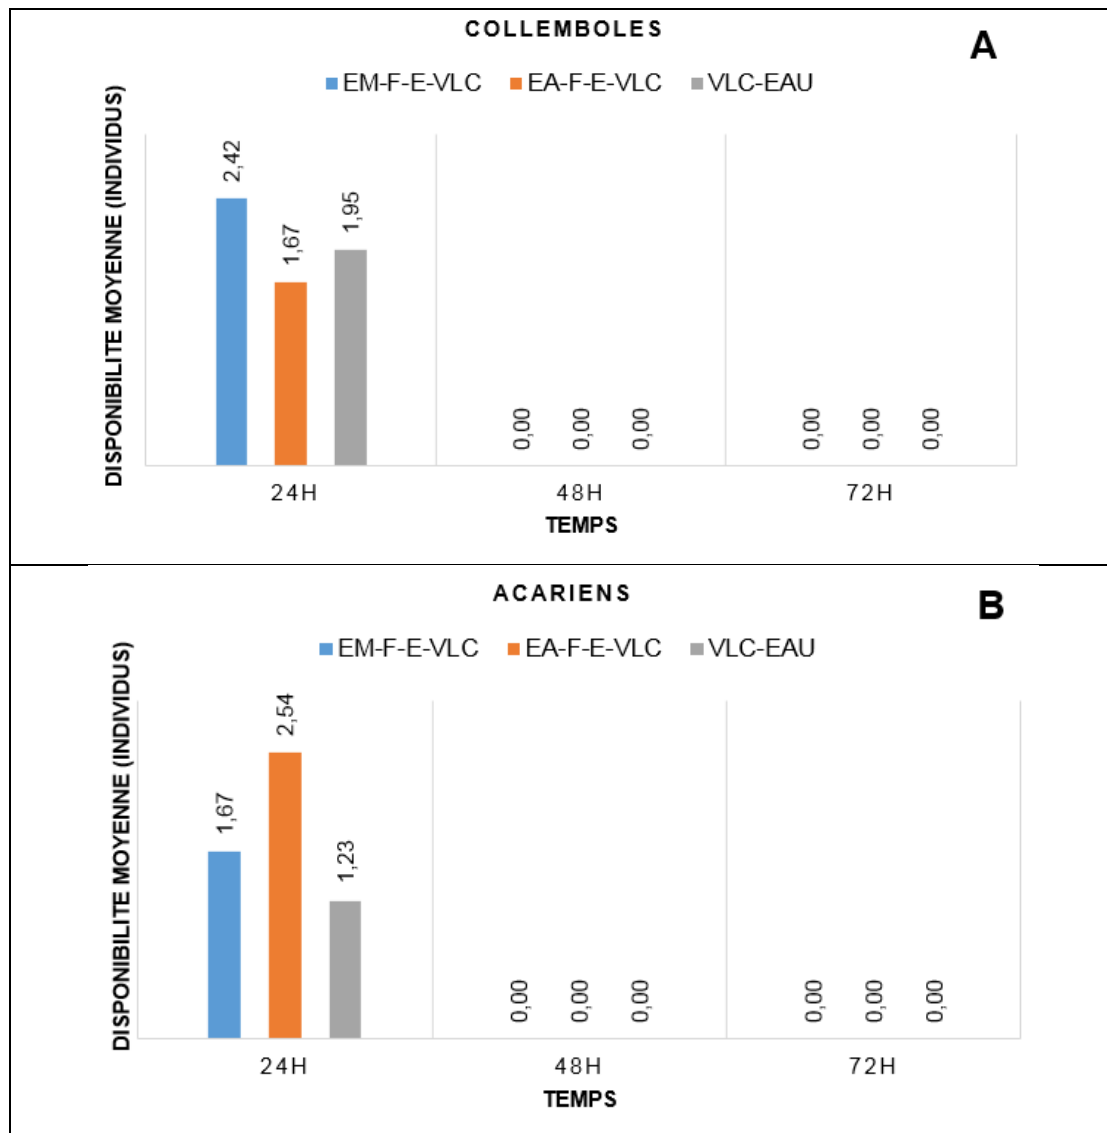 COLLEMBOLES
A
EM-F-E-VLC EA-F-E-VLC VLC-EAU
DISPONIBILITE MOYENNE (INDIVIDUS)
2,42
1,67
1,95
0,00
0,00
0,00
0,00
0,00
0,00
24H 48H 72H
TEMPS
ACARIENS
B
EM-F-E-VLC EA-F-E-VLC VLC-EAU
DISPONIBILITE MOYENNE (INDIVIDUS)
1,67
2,54
1,23
0,00
0,00
0,00
0,00
0,00
0,00
24H 48H 72H
TEMPS